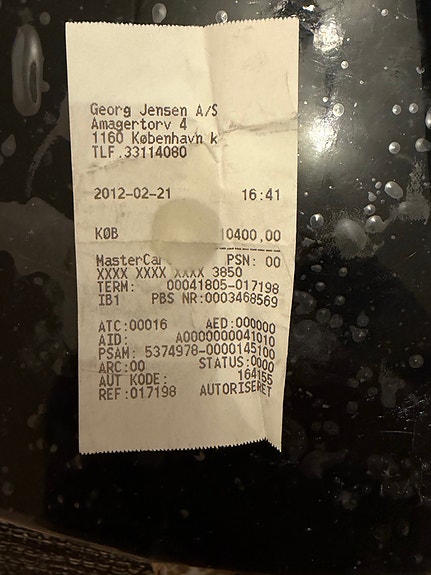 Georg Jensen A/S
Amagertorv 4
1160 København k
TLF.33114080
2012-02-21 16:41
KØB 10400,00
MasterCar PSN: 00
XXXX XXXX XXXX 3850
TERM: 00041805-017198
IB1 PBS NR:0003468569
ATC:00016 AED:000000
AID: A0000000041010
PSAM: 5374978-0000145100
ARC:00 STATUS:0000
AUT KODE: 164155
REF:017198 AUTORISERET